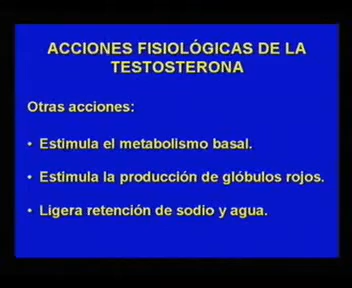 ACCIONES FISIOLÓGICAS DE LA
TESTOSTERONA
Otras acciones:
• Estimula el metabolismo basal.
• Estimula la producción de glóbulos rojos.
• Ligera retención de sodio y agua.